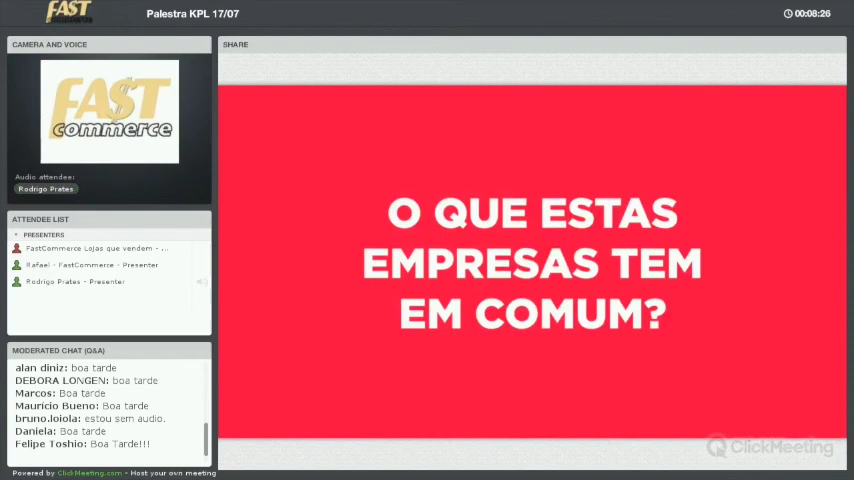 FA$T
commerce
Palestra KPL 17/07
00:08:26
CAMERA AND VOICE
SHARE
FA$T
commerce
Audio attendee:
Rodrigo Prates
ATTENDEE LIST
PRESENTERS
FastCommerce Lojas que vendem - ...
Rafael - FastCommerce - Presenter
Rodrigo Prates - Presenter
MODERATED CHAT (Q&A)
alan diniz: boa tarde
DEBORA LONGEN: boa tarde
Marcos: Boa tarde
Maurício Bueno: Boa tarde
bruno.loiola: estou sem audio.
Daniela: Boa tarde
Felipe Toshio: Boa Tarde!!!
O QUE ESTAS
EMPRESAS TEM
EM COMUM?
ClickMeeting
Powered by ClickMeeting.com - Host your own meeting